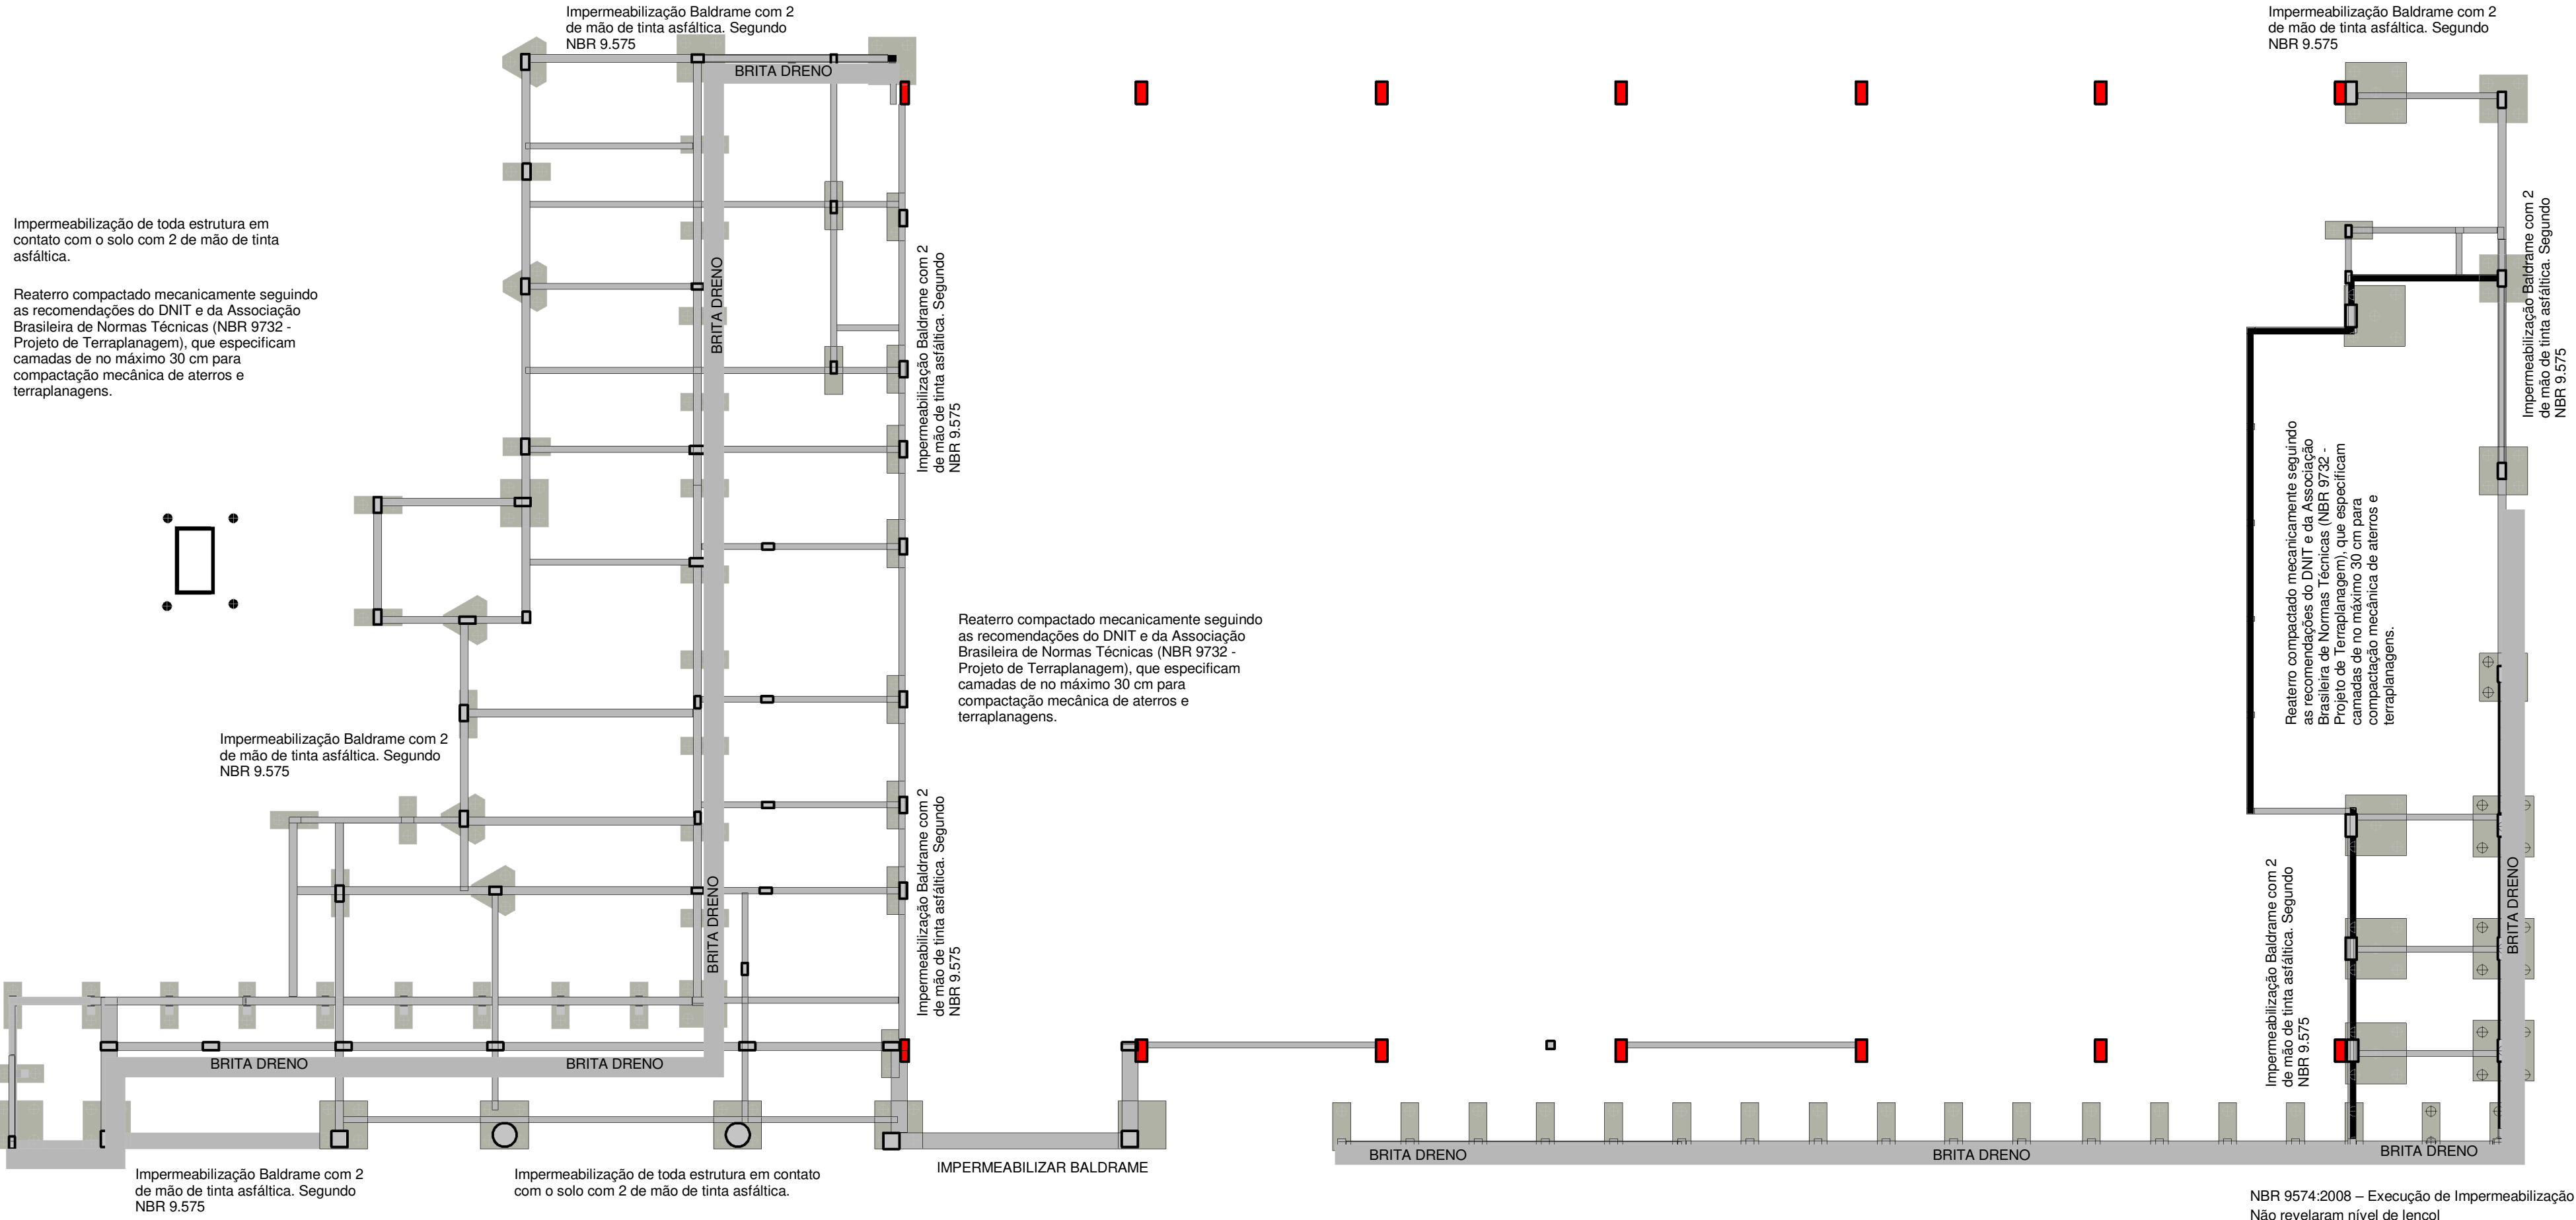 Impermeabilização Baldrame com 2
de mão de tinta asfáltica. Segundo
NBR 9.575
Impermeabilização Baldrame com 2
de mão de tinta asfáltica. Segundo
NBR 9.575
BRITA DRENO
Impermeabilização de toda estrutura em
contato com o solo com 2 de mão de tinta
asfáltica.
Reaterro compactado mecanicamente seguindo
as recomendações do DNIT e da Associação
Brasileira de Normas Técnicas (NBR 9732 -
Projeto de Terraplanagem), que especificam
camadas de no máximo 30 cm para
compactação mecânica de aterros e
terraplanagens.
BRITA DRENO
Impermeabilização Baldrame com 2
de mão de tinta asfáltica. Segundo
NBR 9.575
Impermeabilização Baldrame com 2
de mão de tinta asfáltica. Segundo
NBR 9.575
Reaterro compactado mecanicamente seguindo
as recomendações do DNIT e da Associação
Brasileira de Normas Técnicas (NBR 9732 -
Projeto de Terraplanagem), que especificam
camadas de no máximo 30 cm para
compactação mecânica de aterros e
terraplanagens.
Reaterro compactado mecanicamente seguindo
as recomendações do DNIT e da Associação
Brasileira de Normas Técnicas (NBR 9732 -
Projeto de Terraplanagem), que especificam
camadas de no máximo 30 cm para
compactação mecânica de aterros e
terraplanagens.
Impermeabilização Baldrame com 2
de mão de tinta asfáltica. Segundo
NBR 9.575
BRITA DRENO
Impermeabilização Baldrame com 2
de mão de tinta asfáltica. Segundo
NBR 9.575
Impermeabilização Baldrame com 2
de mão de tinta asfáltica. Segundo
NBR 9.575
BRITA DRENO
BRITA DRENO
BRITA DRENO
BRITA DRENO
BRITA DRENO
BRITA DRENO
Impermeabilização Baldrame com 2
de mão de tinta asfáltica. Segundo
NBR 9.575
Impermeabilização de toda estrutura em contato
com o solo com 2 de mão de tinta asfáltica.
IMPERMEABILIZAR BALDRAME
NBR 9574:2008 – Execução de Impermeabilização
Não revelaram nível de lençol